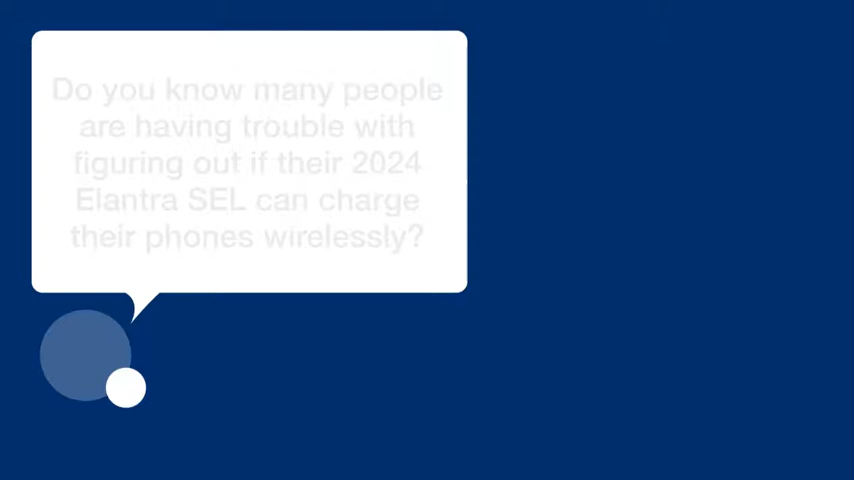 Do you know many people
are having trouble with
figuring out if their 2024
Elantra SEL can charge
their phones wirelessly?